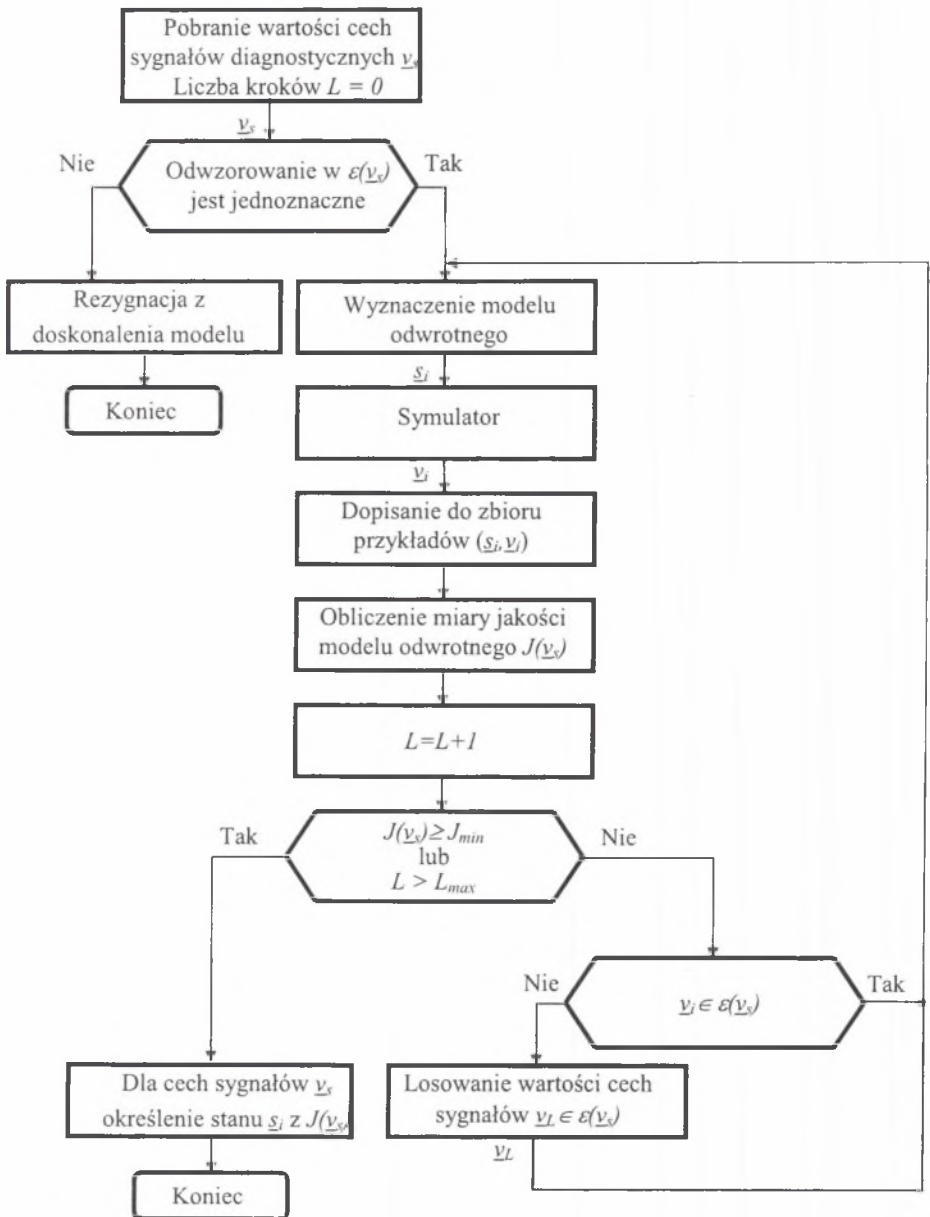 Pobranie wartości cech
sygnałów diagnostycznych v_s
Liczba kroków L = 0
v_s
Nie
Tak
Odwzorowanie w ε(v_s)
jest jednoznaczne
Rezygnacja z
doskonalenia modelu
Koniec
Wyznaczenie modelu
odwrotnego
s_i
Symulator
v_i
Dopisanie do zbioru
przykładów (s_i,v_i)
Obliczenie miary jakości
modelu odwrotnego J(v_s)
L=L+1
Tak
Nie
J(v_s)≥J_min
lub
L > L_max
Nie
Tak
v_i ∈ ε(v_s)
Dla cech sygnałów v_s
określenie stanu s_i z J(v_s,
Koniec
Losowanie wartości cech
sygnałów v_L ∈ ε(v_s)
v_L